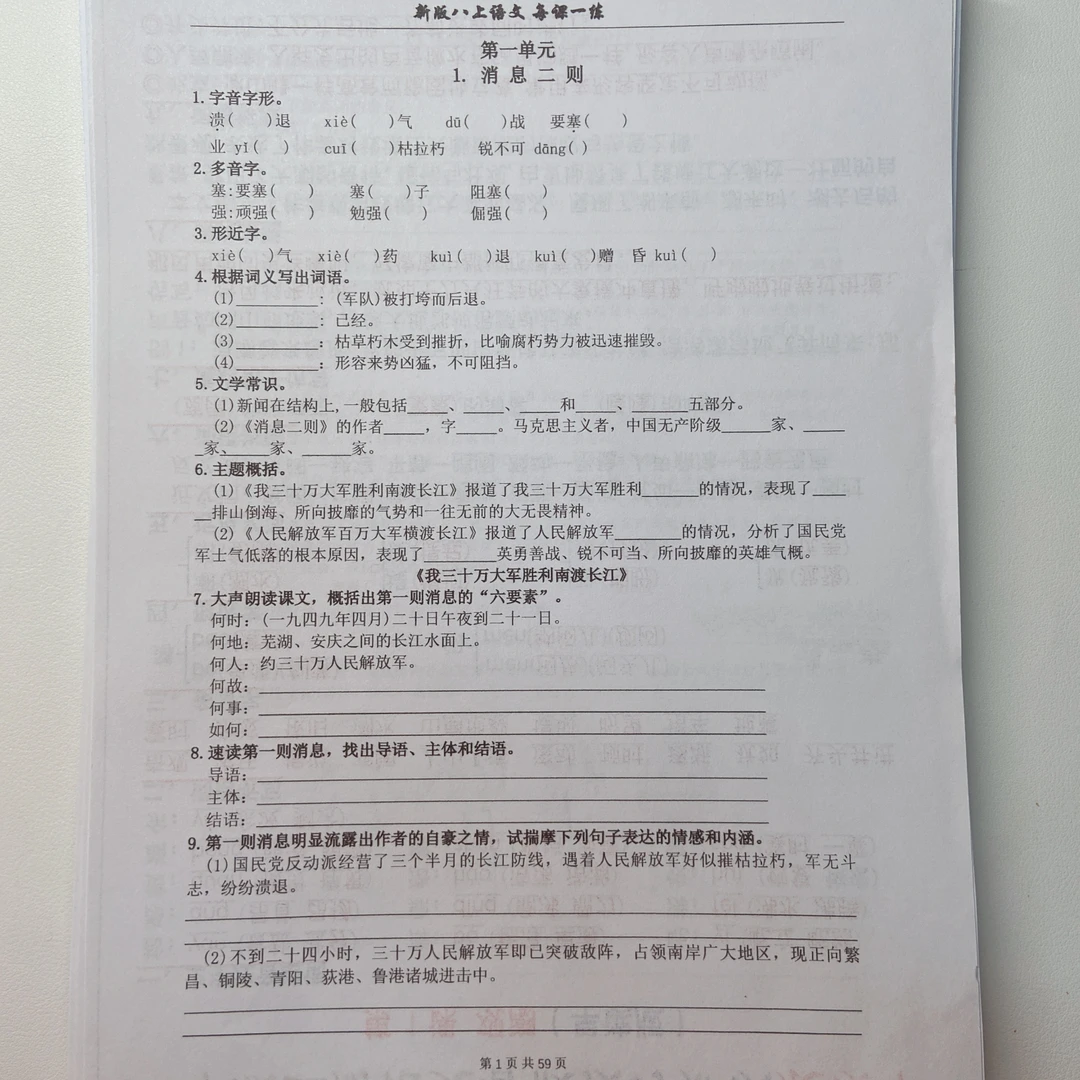 新版八上语文 每课一练
第一单元
1. 消 息 二 则
1.字音字形。
溃(    )退    xiè(    )气    dū(    )战    要塞(    )
业 yī(    )    cuī(    )枯拉朽    锐不可 dāng( )
2.多音字。
塞:要塞(    )    塞(    )子    阻塞(    )
强:顽强(    )    勉强(    )    倔强(    )
3.形近字。
xiè(    )气    xiè(    )药    kuì(    )退    kuì(    )赠    昏 kuì(    )
4.根据词义写出词语。
(1)__________: (军队)被打垮而后退。
(2)__________: 已经。
(3)__________: 枯草朽木受到摧折，比喻腐朽势力被迅速摧毁。
(4)__________: 形容来势凶猛，不可阻挡。
5.文学常识。
(1)新闻在结构上,一般包括_____、_____、_____和_____、_______五部分。
(2)《消息二则》的作者_____，字_____。马克思主义者，中国无产阶级______家、_____
_家、_____家、______家。
6.主题概括。
(1)《我三十万大军胜利南渡长江》报道了我三十万大军胜利_______的情况，表现了____
__排山倒海、所向披靡的气势和一往无前的大无畏精神。
(2)《人民解放军百万大军横渡长江》报道了人民解放军________的情况，分析了国民党
军士气低落的根本原因，表现了_________英勇善战、锐不可当、所向披靡的英雄气概。
《我三十万大军胜利南渡长江》
7.大声朗读课文，概括出第一则消息的“六要素”。
何时：(一九四九年四月)二十日午夜到二十一日。
何地：芜湖、安庆之间的长江水面上。
何人：约三十万人民解放军。
何故：
何事：
如何：
8.速读第一则消息，找出导语、主体和结语。
导语：
主体：
结语：
9.第一则消息明显流露出作者的自豪之情，试揣摩下列句子表达的情感和内涵。
(1)国民党反动派经营了三个半月的长江防线，遇着人民解放军好似摧枯拉朽，军无斗
志，纷纷溃退。
(2)不到二十四小时，三十万人民解放军即已突破敌阵，占领南岸广大地区，现正向繁
昌、铜陵、青阳、荻港、鲁港诸城进击中。
第 1 页 共 59 页